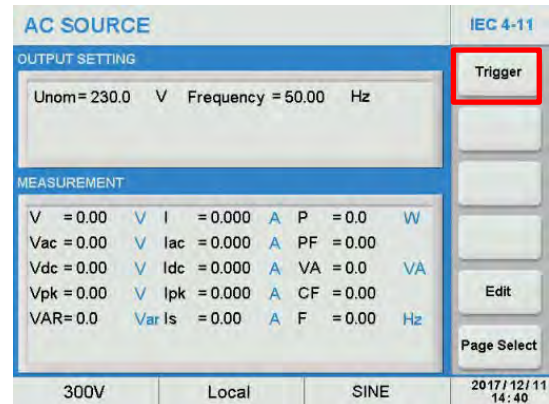 AC SOURCE
IEC 4-11
OUTPUT SETTING
Trigger
Unom = 230.0 V Frequency = 50.00 Hz
MEASUREMENT
V = 0.00 V I = 0.000 A P = 0.0 W
Vac = 0.00 V Iac = 0.000 A PF = 0.00
Vdc = 0.00 V Idc = 0.000 A VA = 0.0 VA
Vpk = 0.00 V Ipk = 0.000 A CF = 0.00
VAR= 0.0 Var Is = 0.00 A F = 0.00 Hz
Edit
Page Select
300V Local SINE
2017/12/11
14:40